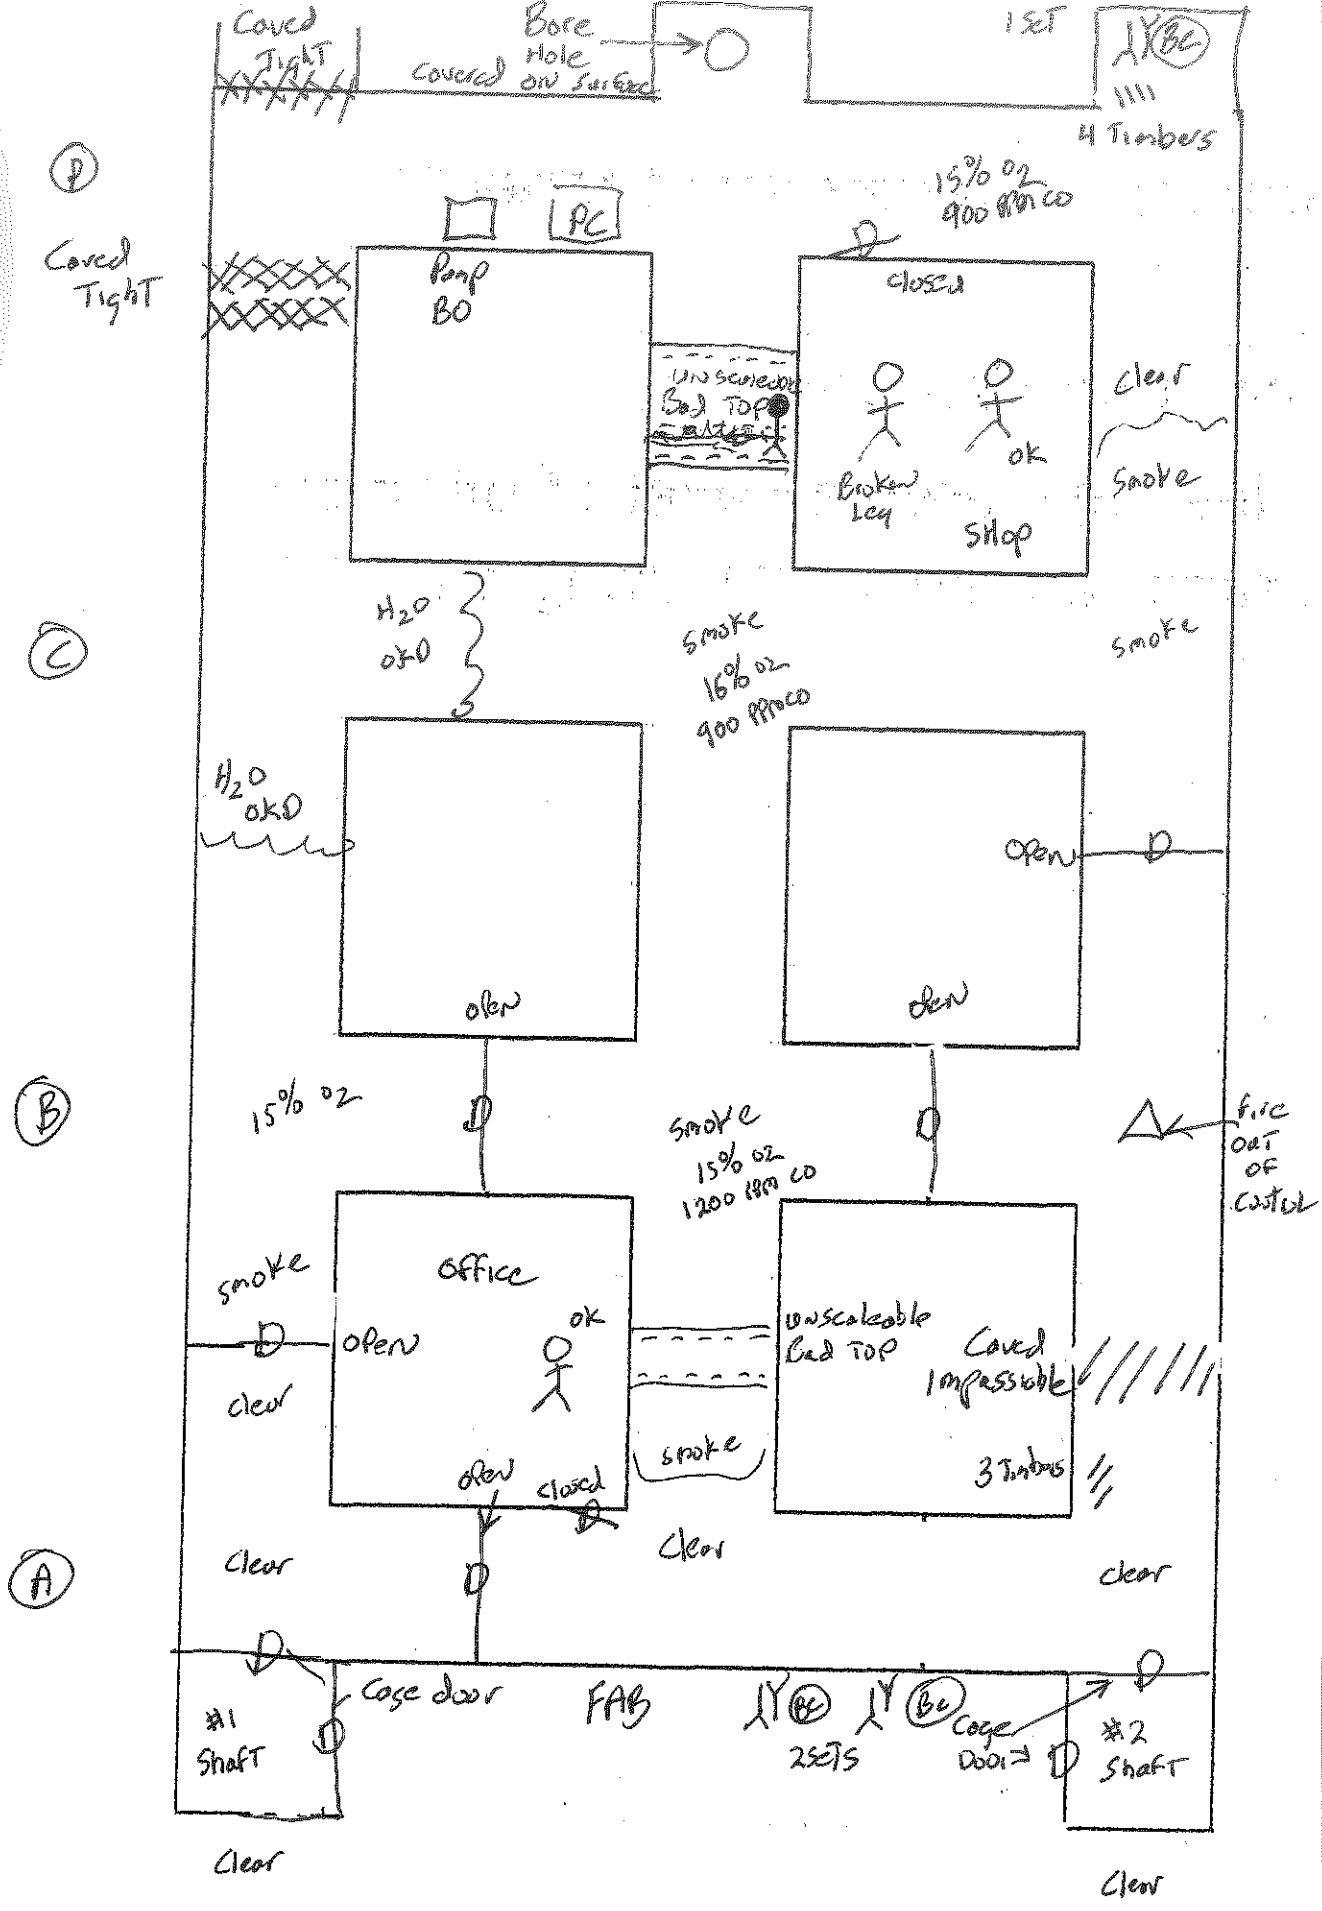 Caved
Tight
Bore
Hole
Covered
on Surface
1 SET
BC
4 Timbers
D
15% O2
900 PPM CO
PC
D
Caved
Tight
Pump
BO
closed
Bad TOP
clear
OK
Broken
Leg
Smoke
SHOP
H2O
OKD
Smoke
16% O2
900 PPM CO
Smoke
C
H2O
OKD
OPEN
D
OPEN
OPEN
B
15% O2
D
Smoke
15% O2
1200 PPM CO
D
Fire
OUT
OF
Smoke
OFFICE
OK
D
OPEN
Unscaleable
Bad TOP
Caved
Impassible
clear
Smoke
3 Timbers
OPEN
closed
D
Clear
Clear
D
Clear
A
D
D
Cage door
FAB
BC
BC
2 SETS
Cage
Door
D
#1
Shaft
D
#2
Shaft
Clear
Clear